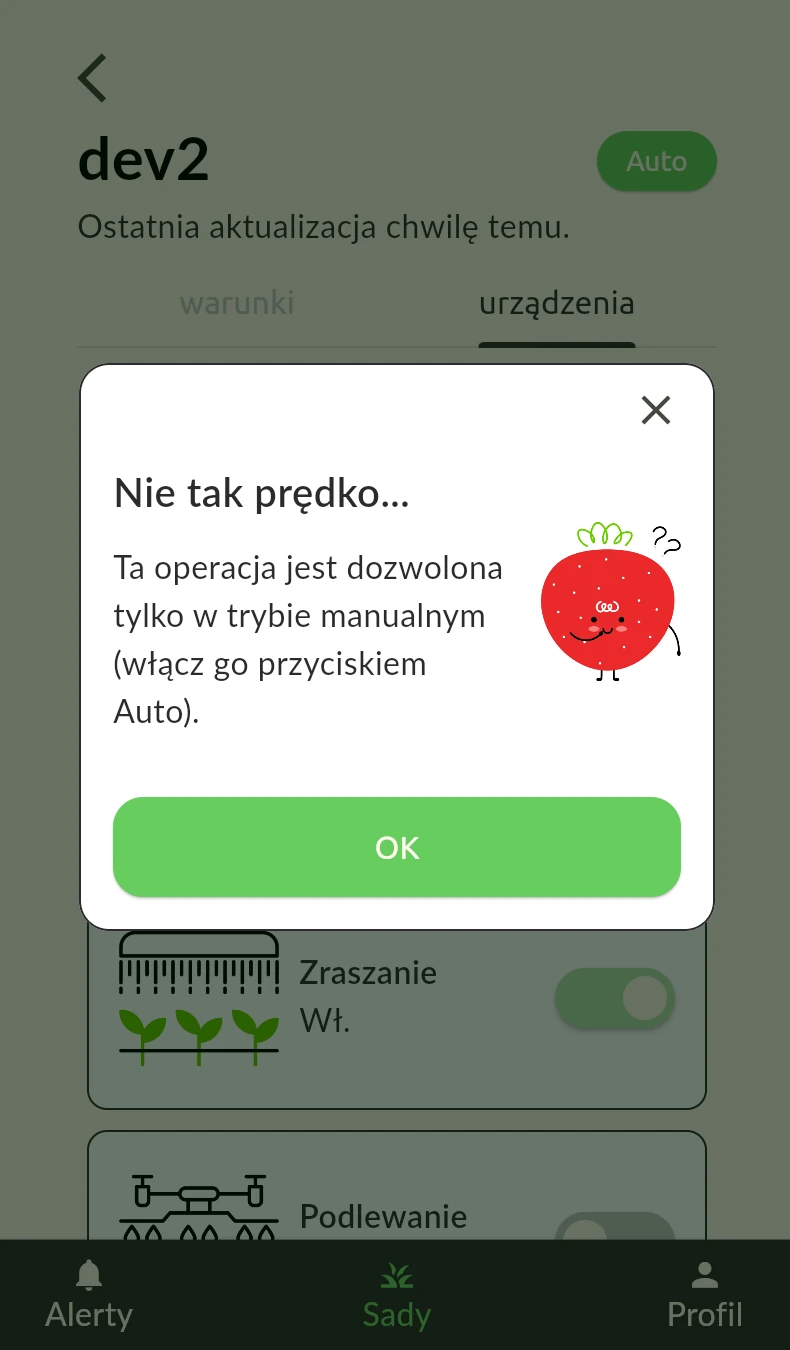 dev2
Auto
Ostatnia aktualizacja chwilę temu.
warunki
urządzenia
Nie tak prędko...
Ta operacja jest dozwolona
tylko w trybie manualnym
(włącz go przyciskiem
Auto).
OK
Zraszanie
Wł.
Podlewanie
Alerty
Sady
Profil